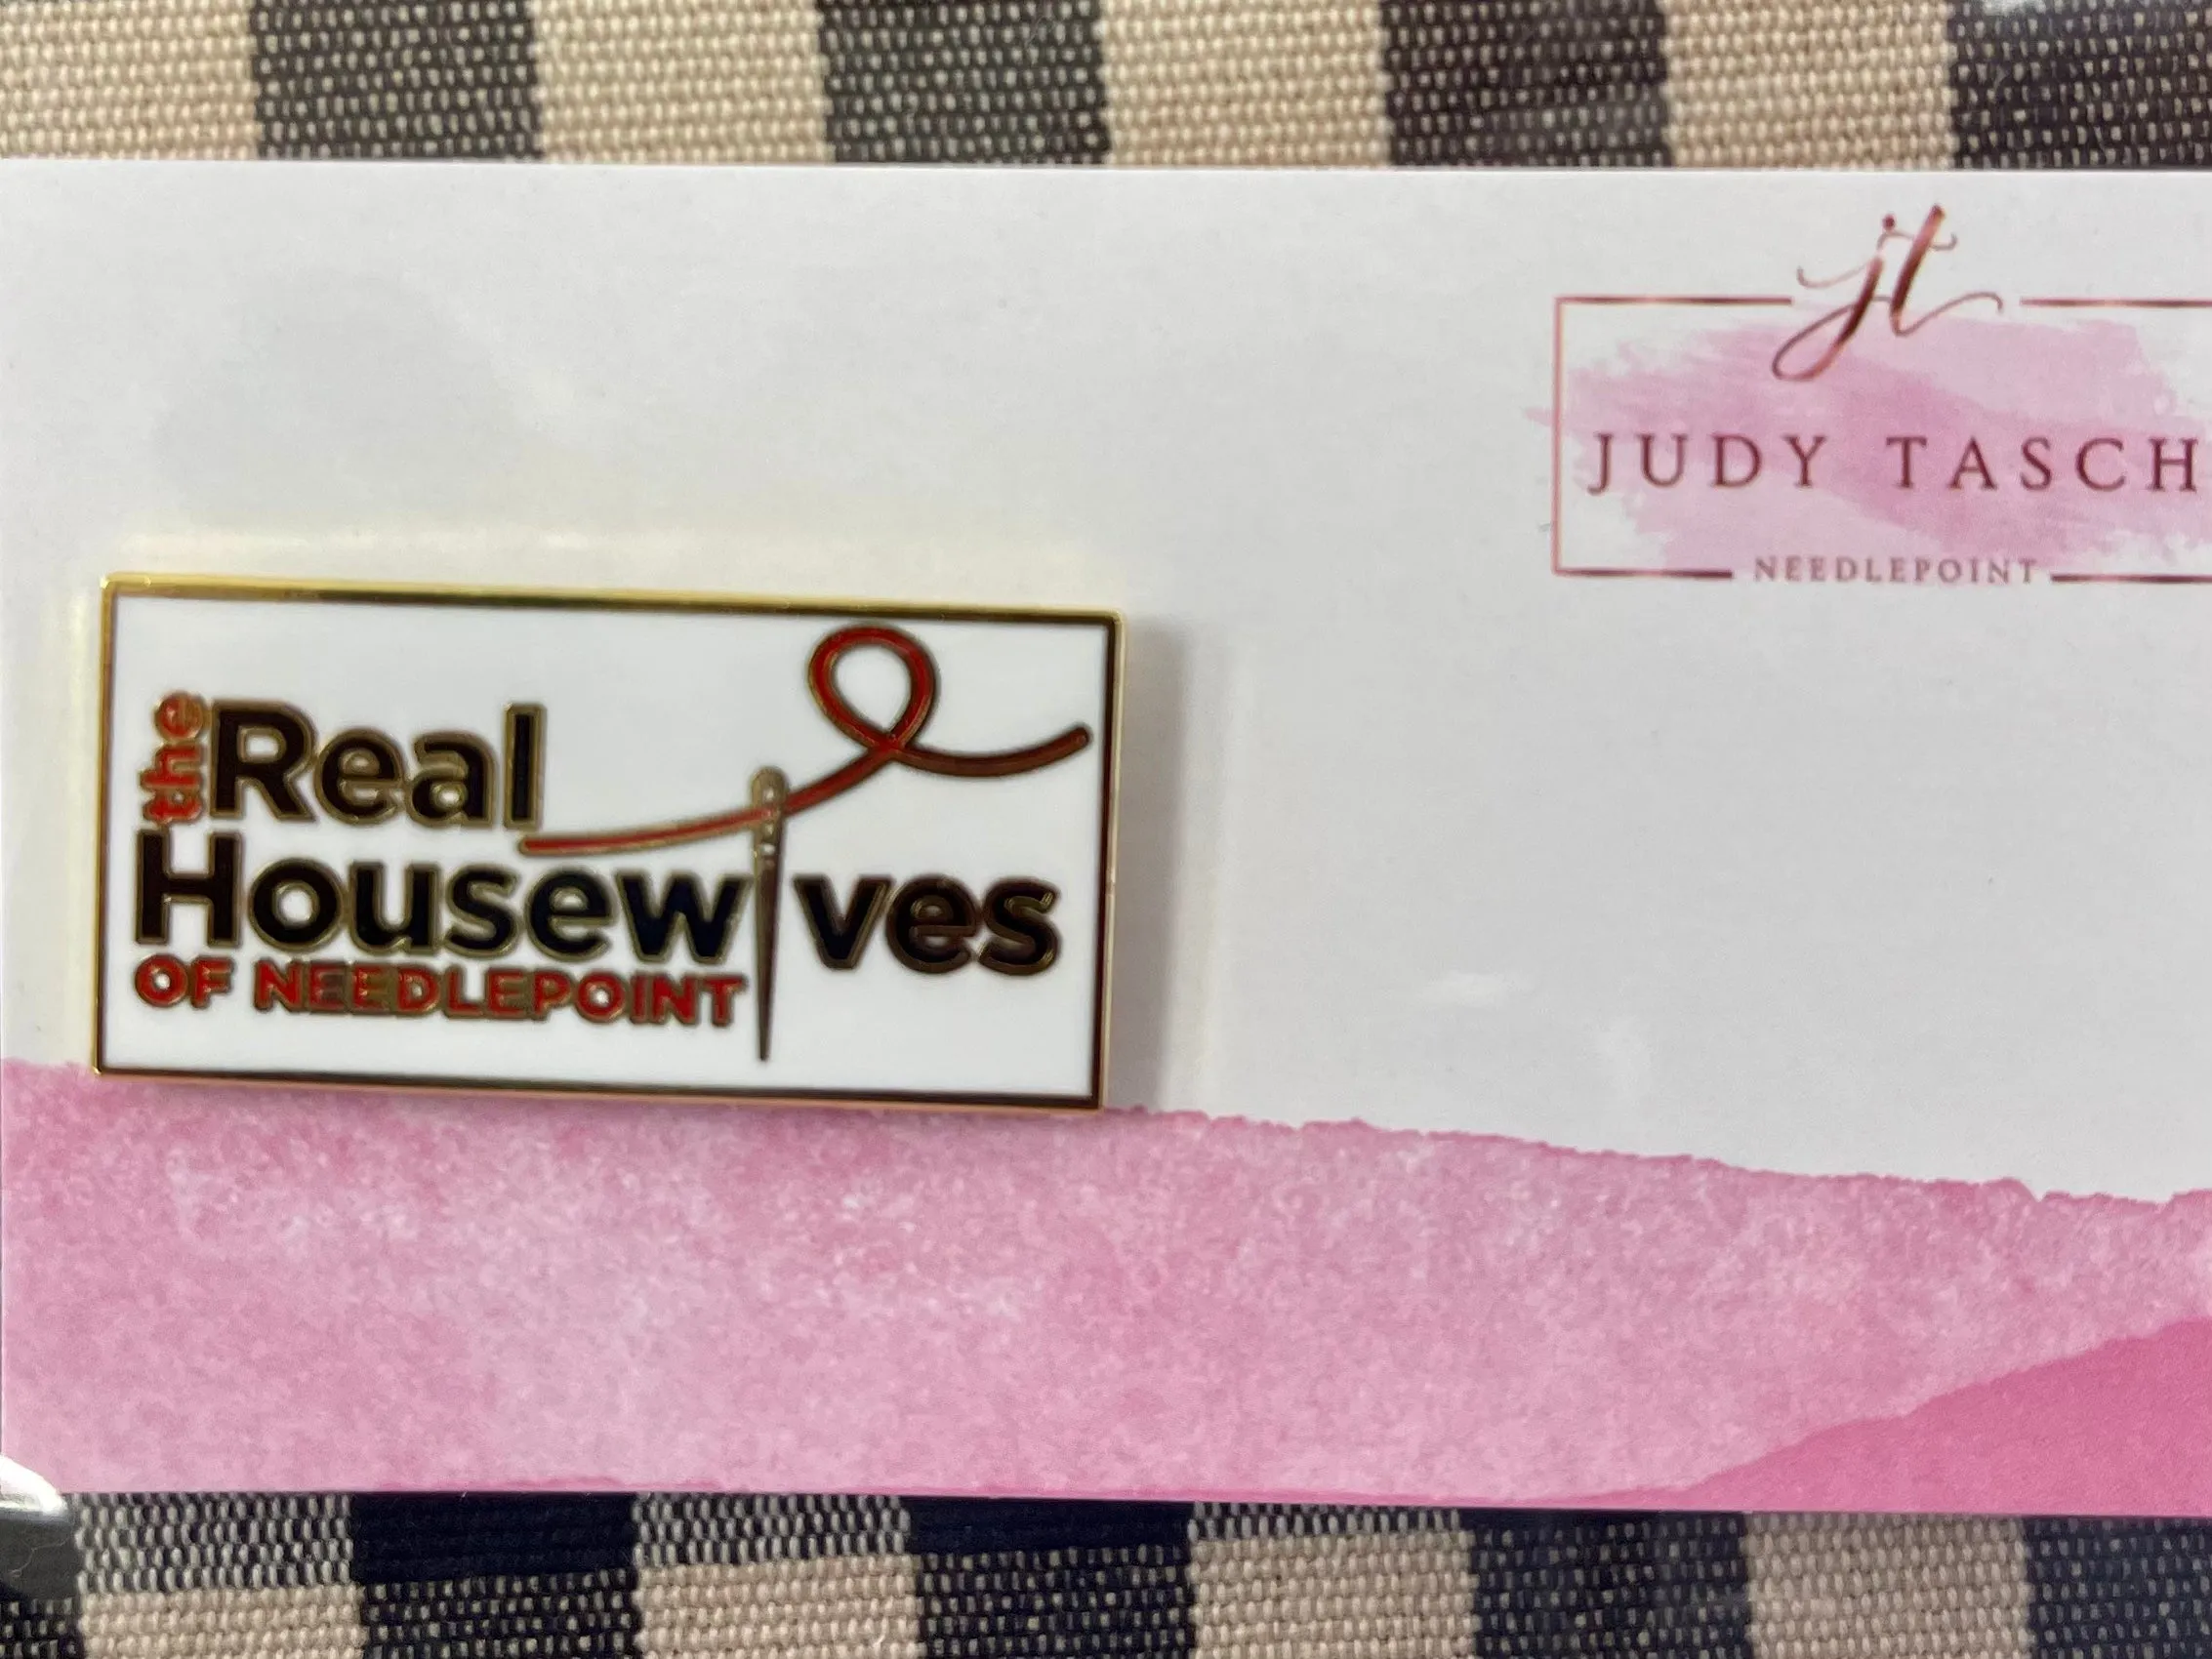 the Real
Housewives
OF NEEDLEPOINT
jt
JUDY TASCH
NEEDLEPOINT